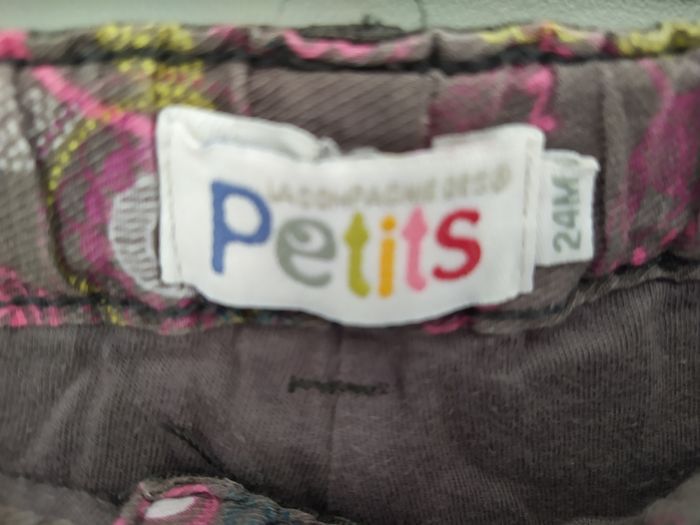 LA COMPAGNIE DES
Petits
24M